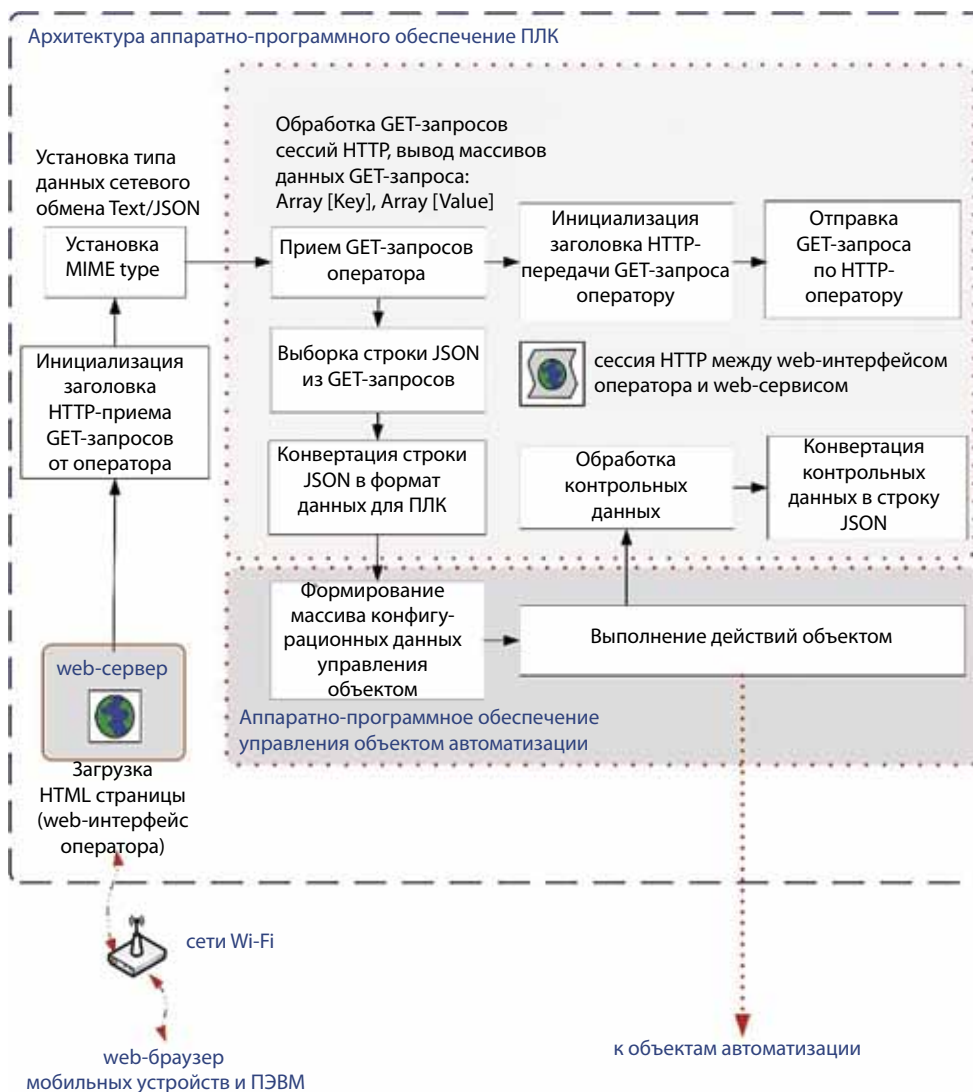 Архитектура аппаратно-программного обеспечение ПЛК
Установка типа
данных сетевого
обмена Text/JSON
Установка
MIME type
Инициализация
заголовка
HTTP-приема
GET-запросов
от оператора
web-сервер
Загрузка
HTML страницы
(web-интерфейс
оператора)
Обработка GET-запросов
сессий HTTP, вывод массивов
данных GET-запроса:
Array [Key], Array [Value]
Прием GET-запросов
оператора
Инициализация
заголовка HTTP-
передачи GET-запроса
оператору
Отправка
GET-запроса
по HTTP-
оператору
Выборка строки JSON
из GET-запросов
сессия HTTP между web-интерфейсом
оператора и web-сервисом
Конвертация строки
JSON в формат
данных для ПЛК
Обработка
контрольных
данных
Конвертация
контрольных
данных в строку
JSON
Формирование
массива конфигу-
рационных данных
управления
объектом
Выполнение действий объектом
Аппаратно-программное обеспечение
управления объектом автоматизации
сети Wi-Fi
web-браузер
мобильных устройств и ПЭВМ
к объектам автоматизации